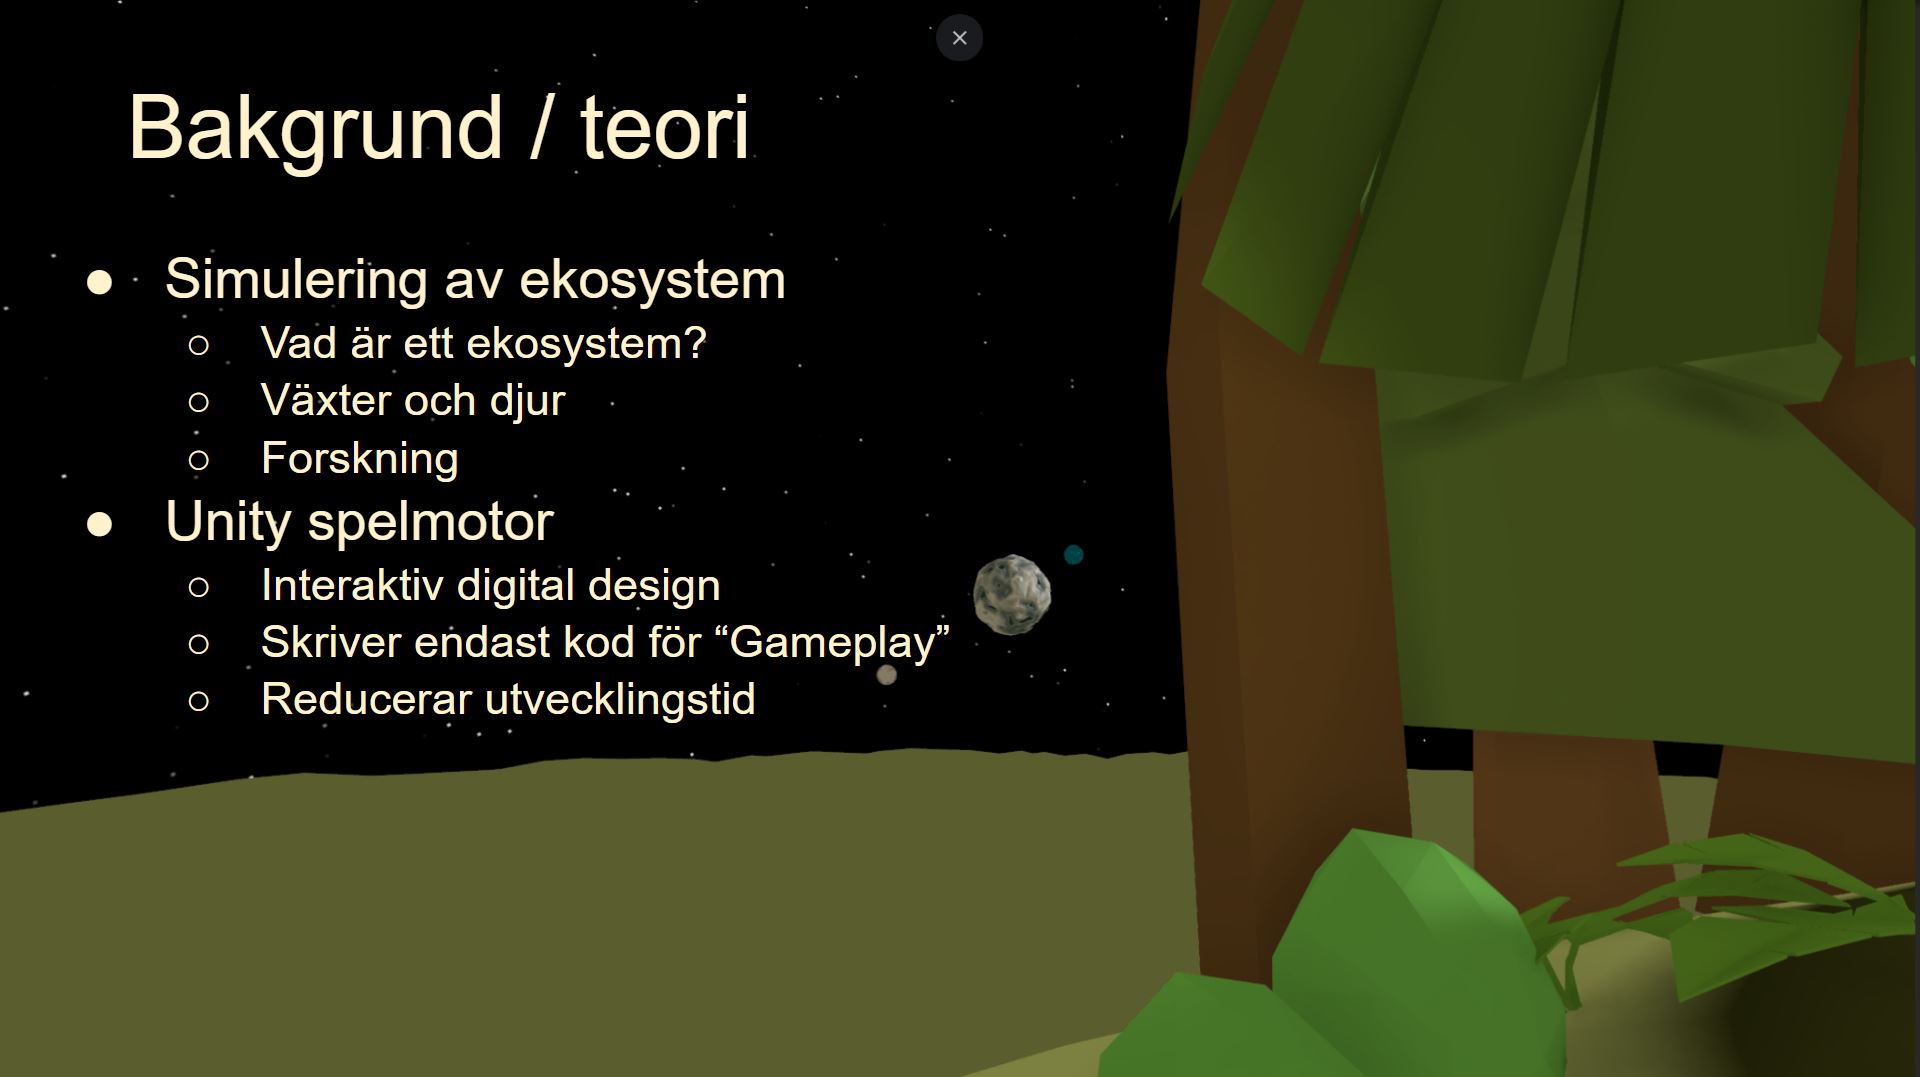 Bakgrund / teori
● Simulering av ekosystem
○ Vad är ett ekosystem?
○ Växter och djur
○ Forskning
● Unity spelmotor
○ Interaktiv digital design
○ Skriver endast kod för “Gameplay”
○ Reducerar utvecklingstid